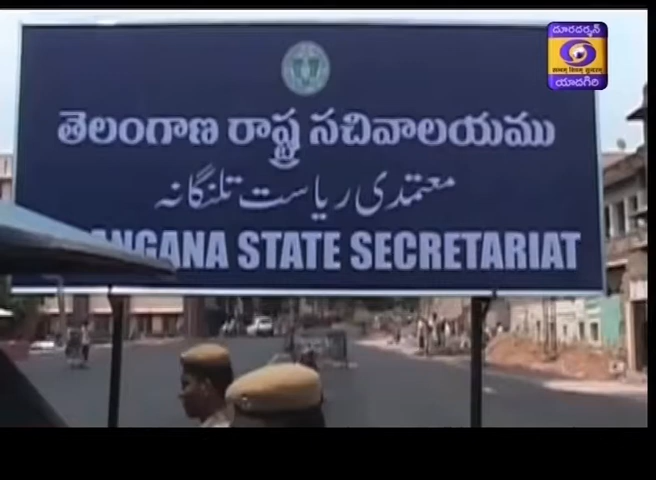 దూరదర్శన్
యాదగిరి
తెలంగాణ రాష్ట్ర సచివాలయము
معتمدی ریاست تلنگانہ
ANGANA STATE SECRETARIAT